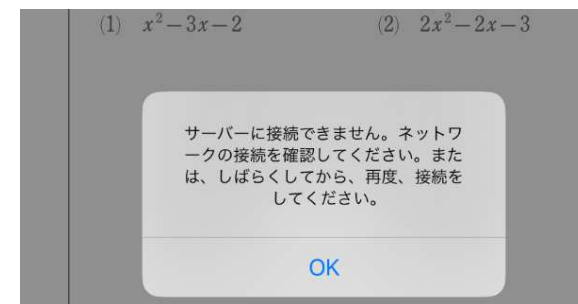 (1) x²−3x−2 (2) 2x²−2x−3
サーバーに接続できません。ネットワ
ークの接続を確認してください。また
は、しばらくしてから、再度、接続を
してください。
OK